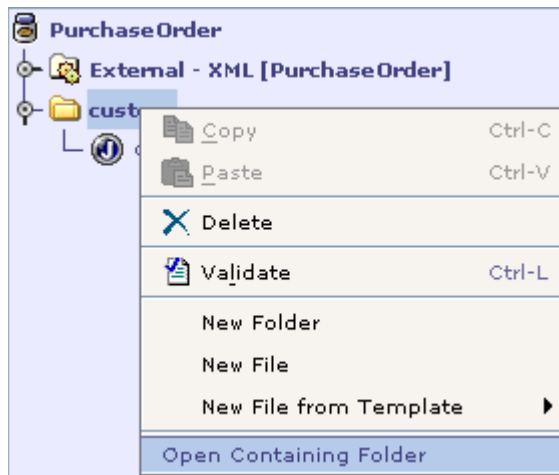 PurchaseOrder
External - XML [PurchaseOrder]
Copy Ctrl-C
Paste Ctrl-V
Delete
Validate Ctrl-L
New Folder
New File
New File from Template
Open Containing Folder